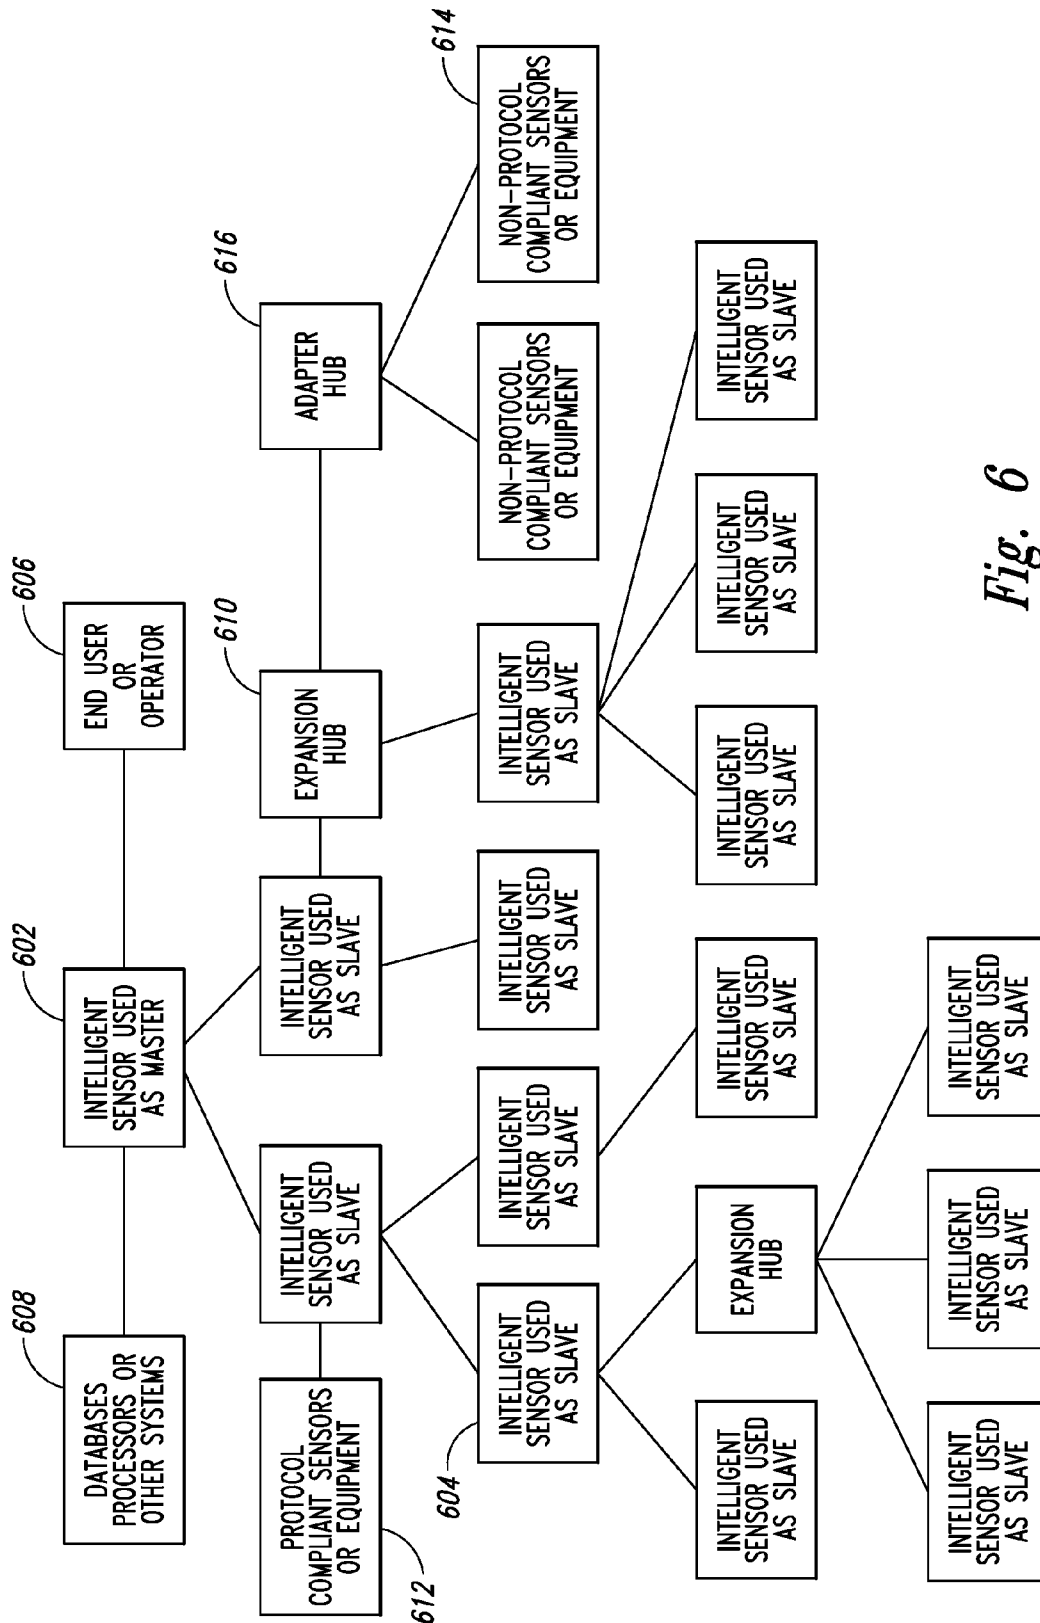 608
DATABASES
PROCESSORS OR
OTHER SYSTEMS
602
INTELLIGENT
SENSOR USED
AS MASTER
606
END USER
OR
OPERATOR
PROTOCOL
COMPLIANT SENSORS
OR EQUIPMENT
612
INTELLIGENT
SENSOR USED
AS SLAVE
INTELLIGENT
SENSOR USED
AS SLAVE
610
EXPANSION
HUB
616
ADAPTER
HUB
604
INTELLIGENT
SENSOR USED
AS SLAVE
INTELLIGENT
SENSOR USED
AS SLAVE
INTELLIGENT
SENSOR USED
AS SLAVE
INTELLIGENT
SENSOR USED
AS SLAVE
NON-PROTOCOL
COMPLIANT SENSORS
OR EQUIPMENT
614
NON-PROTOCOL
COMPLIANT SENSORS
OR EQUIPMENT
INTELLIGENT
SENSOR USED
AS SLAVE
EXPANSION
HUB
INTELLIGENT
SENSOR USED
AS SLAVE
INTELLIGENT
SENSOR USED
AS SLAVE
INTELLIGENT
SENSOR USED
AS SLAVE
INTELLIGENT
SENSOR USED
AS SLAVE
INTELLIGENT
SENSOR USED
AS SLAVE
INTELLIGENT
SENSOR USED
AS SLAVE
INTELLIGENT
SENSOR USED
AS SLAVE
Fig. 6